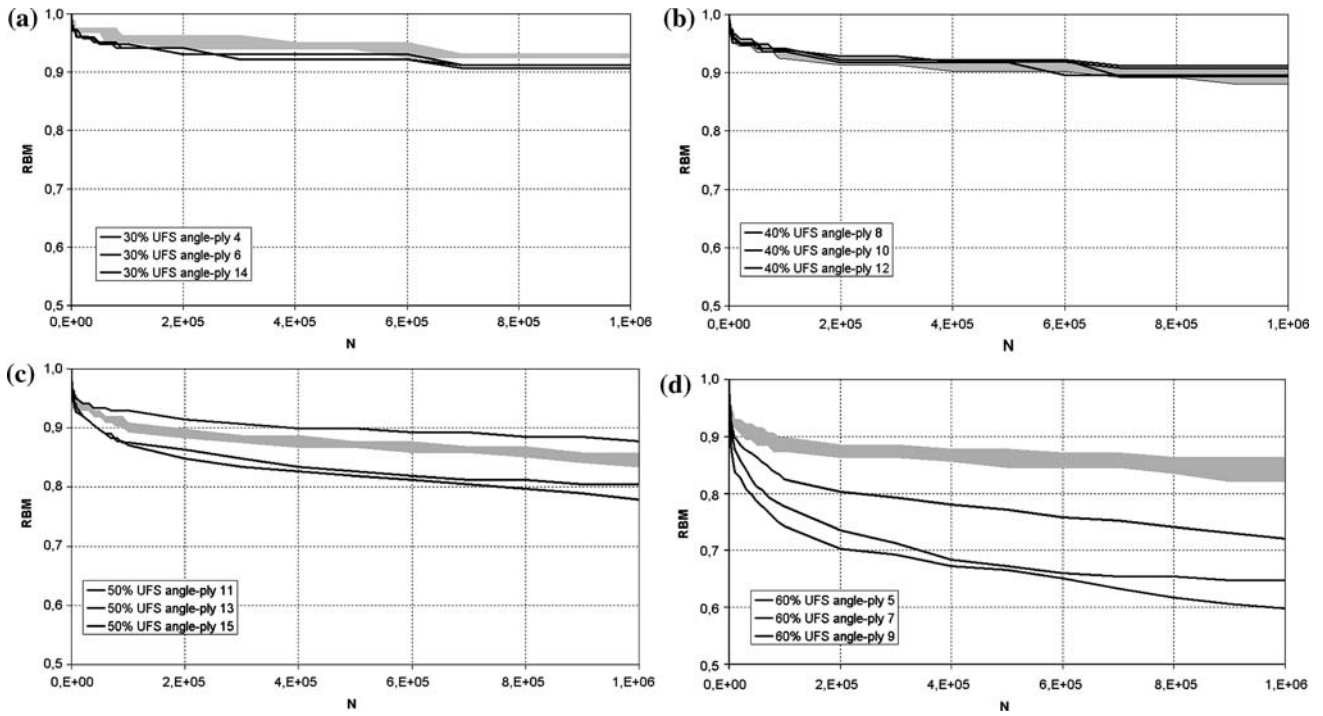 (a)
1,0
0,9
0,8
0,7
0,6
0,5
RBM
30% UFS angle-ply 4
30% UFS angle-ply 6
30% UFS angle-ply 14
0,E+00 2,E+05 4,E+05 6,E+05 8,E+05 1,E+06
N
(b)
1,0
0,9
0,8
0,7
0,6
0,5
RBM
40% UFS angle-ply 8
40% UFS angle-ply 10
40% UFS angle-ply 12
0,E+00 2,E+05 4,E+05 6,E+05 8,E+05 1,E+06
N
(c)
1,0
0,9
0,8
0,7
0,6
0,5
RBM
50% UFS angle-ply 11
50% UFS angle-ply 13
50% UFS angle-ply 15
0,E+00 2,E+05 4,E+05 6,E+05 8,E+05 1,E+06
N
(d)
1,0
0,9
0,8
0,7
0,6
0,5
RBM
60% UFS angle-ply 5
60% UFS angle-ply 7
60% UFS angle-ply 9
0,E+00 2,E+05 4,E+05 6,E+05 8,E+05 1,E+06
N